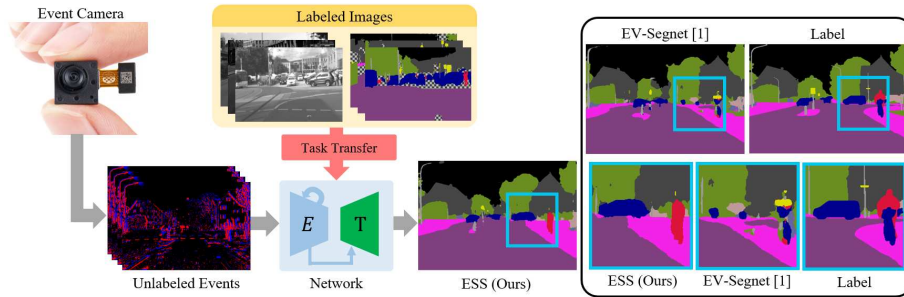 Event Camera
Labeled Images
Task Transfer
E
T
Unlabeled Events
Network
ESS (Ours)
EV-Segnet [1]
Label
ESS (Ours)
EV-Segnet [1]
Label